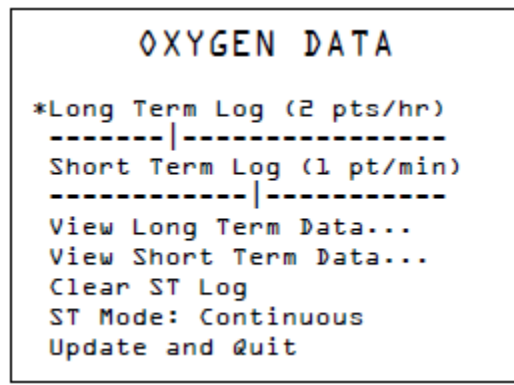 OXYGEN DATA
*Long Term Log (2 pts/hr)
-------|----------------
Short Term Log (1 pt/min)
------------|-----------
View Long Term Data...
View Short Term Data...
Clear ST Log
ST Mode: Continuous
Update and Quit